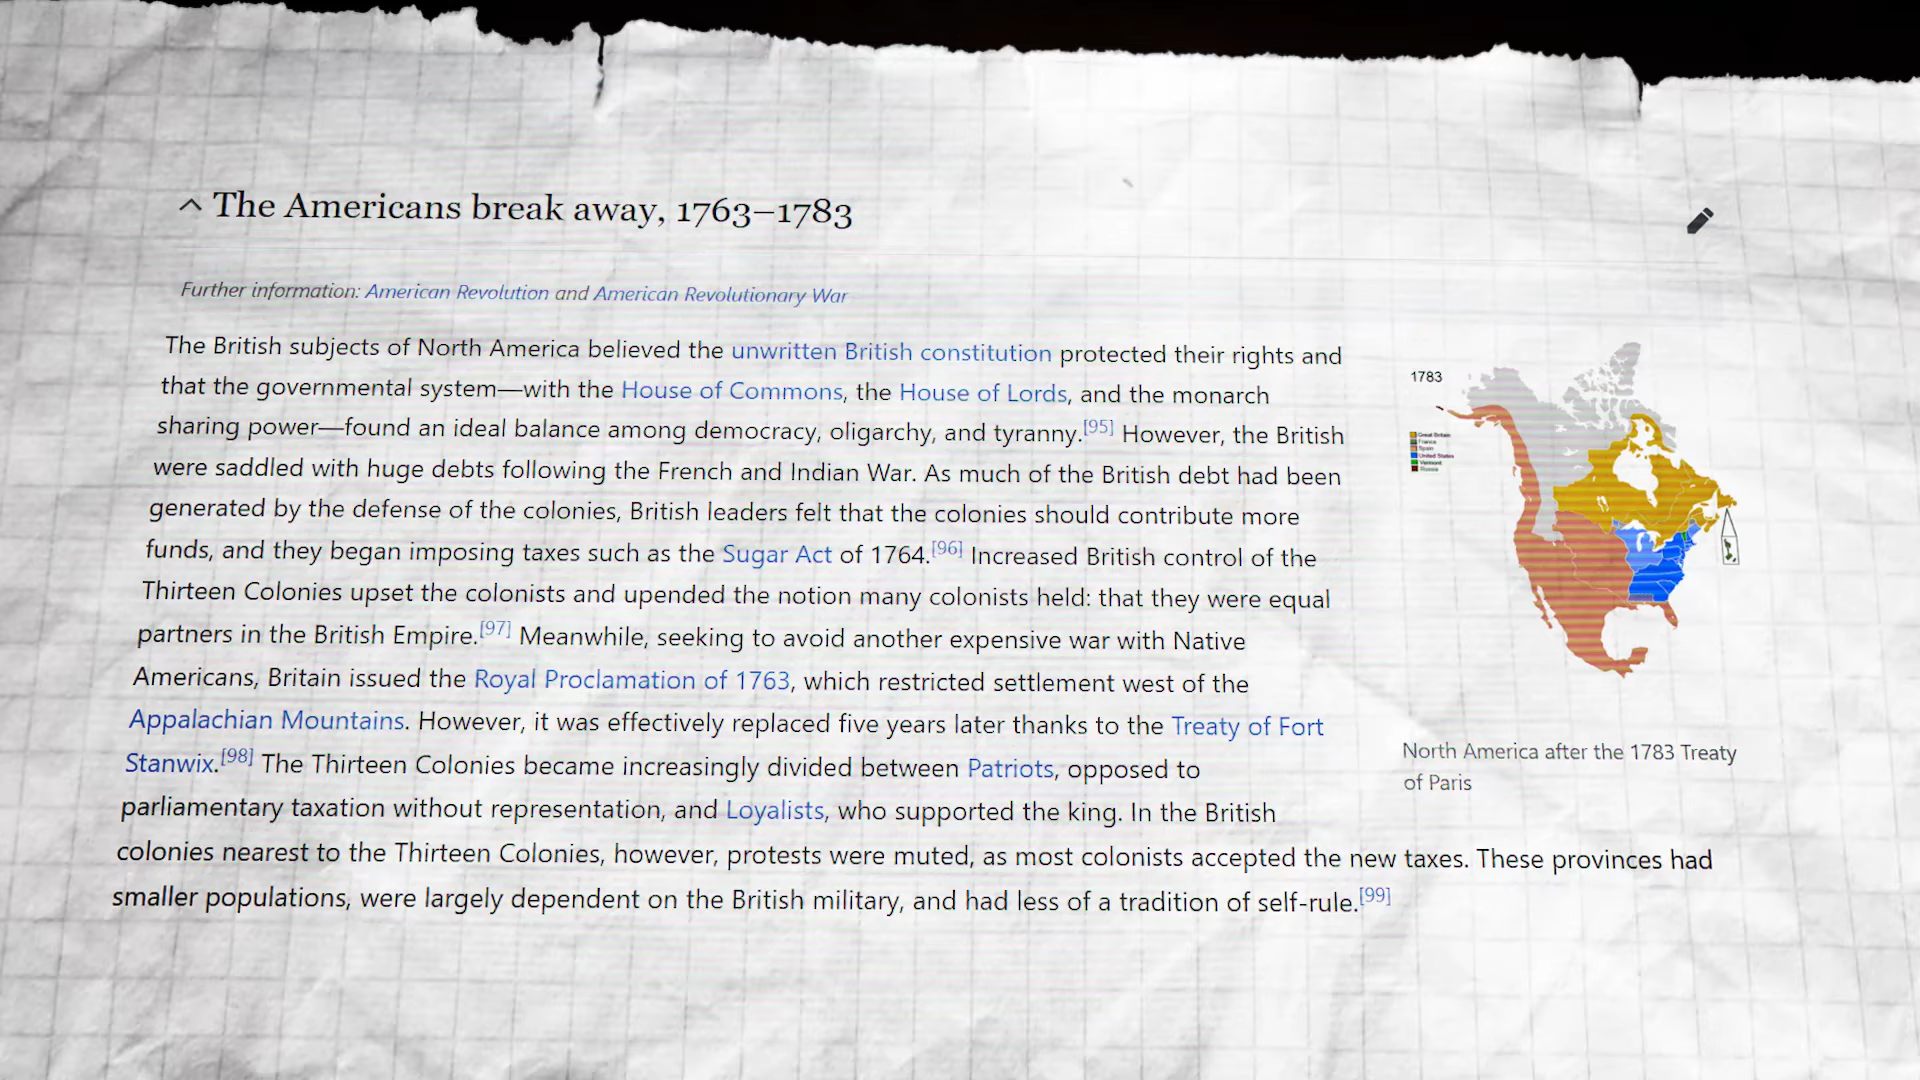 The Americans break away, 1763–1783
Further information: American Revolution and American Revolutionary War
The British subjects of North America believed the unwritten British constitution protected their rights and
that the governmental system—with the House of Commons, the House of Lords, and the monarch
sharing power—found an ideal balance among democracy, oligarchy, and tyranny.[95] However, the British
were saddled with huge debts following the French and Indian War. As much of the British debt had been
generated by the defense of the colonies, British leaders felt that the colonies should contribute more
funds, and they began imposing taxes such as the Sugar Act of 1764.[96] Increased British control of the
Thirteen Colonies upset the colonists and upended the notion many colonists held: that they were equal
partners in the British Empire.[97] Meanwhile, seeking to avoid another expensive war with Native
Americans, Britain issued the Royal Proclamation of 1763, which restricted settlement west of the
Appalachian Mountains. However, it was effectively replaced five years later thanks to the Treaty of Fort
Stanwix.[98] The Thirteen Colonies became increasingly divided between Patriots, opposed to
parliamentary taxation without representation, and Loyalists, who supported the king. In the British
colonies nearest to the Thirteen Colonies, however, protests were muted, as most colonists accepted the new taxes. These provinces had
smaller populations, were largely dependent on the British military, and had less of a tradition of self-rule.[99]
1783
Great Britain
France
Spain
United States
Vermont
Russia
North America after the 1783 Treaty
of Paris